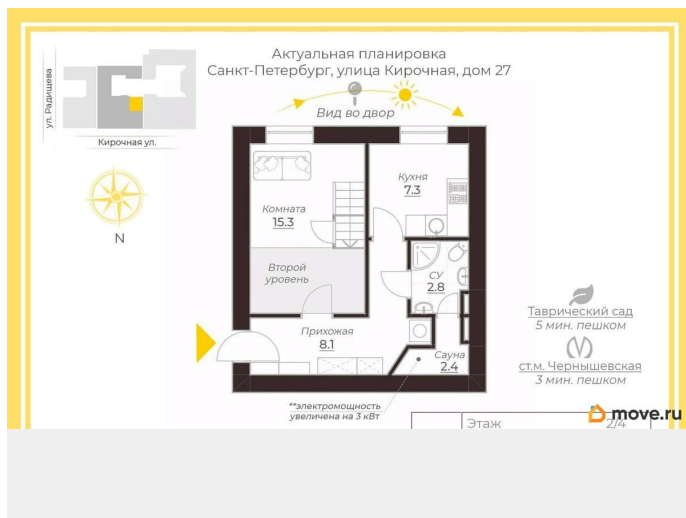 Актуальная планировка
Санкт-Петербург, улица Кирочная, дом 27
ул. Радищева
Кирочная ул.
Вид во двор
N
Кухня
7.3
Комната
15.3
Второй
уровень
СУ
2.8
Прихожая
8.1
Сауна
2.4
**электромощность
увеличена на 3 кВт
Таврический сад
5 мин. пешком
ст.м. Чернышевская
3 мин. пешком
move.ru
Этаж
2/4